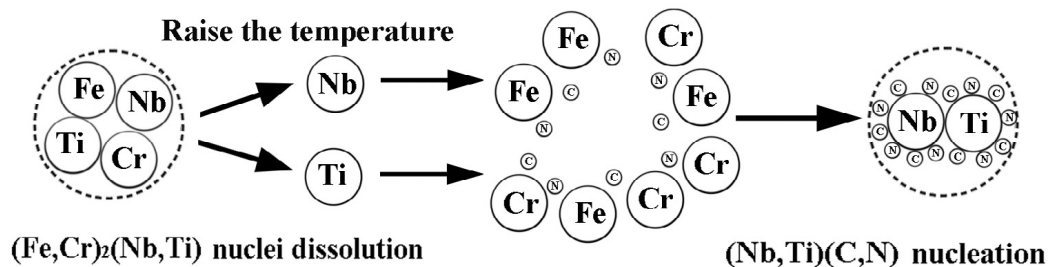 Raise the temperature
Fe
Nb
Ti
Cr
Nb
Ti
Fe
N
Cr
Fe
C
N
Fe
N
C
C
N
Cr
N
Fe
C
Cr
Cr
C
N
C
N
C
N
C
N
C
N
C
N
C
Nb
Ti
(Fe,Cr)₂(Nb,Ti) nuclei dissolution
(Nb,Ti)(C,N) nucleation